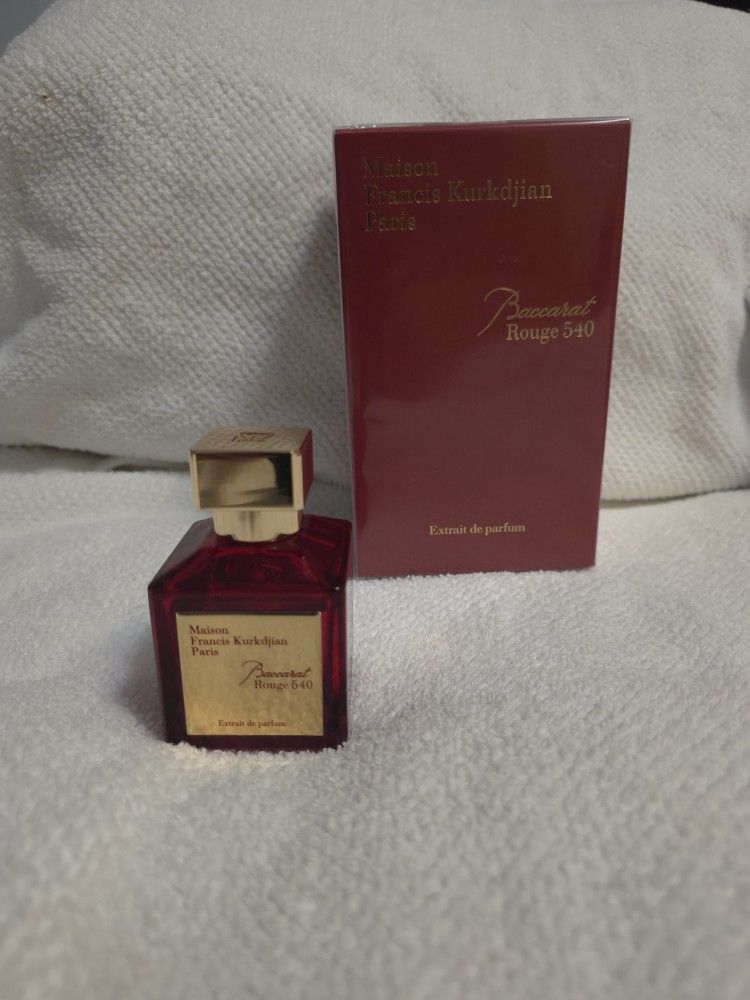 Maison
Francis Kurkdjian
Paris
Baccarat
Rouge 540
Extrait de parfum
Maison
Francis Kurkdjian
Paris
Baccarat
Rouge 540
Extrait de parfum